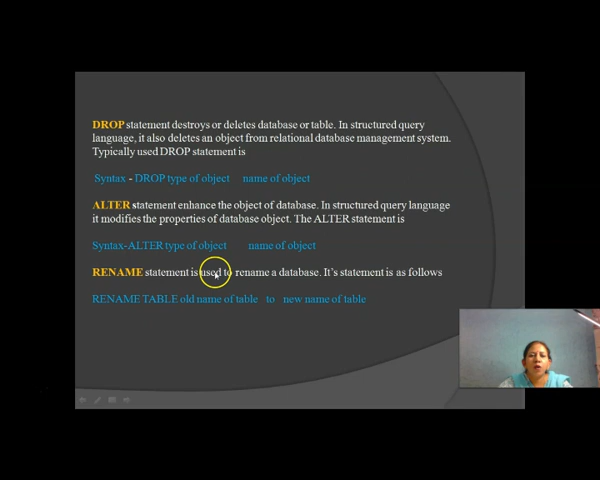 DROP statement destroys or deletes database or table. In structured query
language, it also deletes an object from relational database management system.
Typically used DROP statement is
Syntax - DROP type of object name of object
ALTER statement enhance the object of database. In structured query language
it modifies the properties of database object. The ALTER statement is
Syntax-ALTER type of object name of object
RENAME statement is used to rename a database. It's statement is as follows
RENAME TABLE old name of table to new name of table